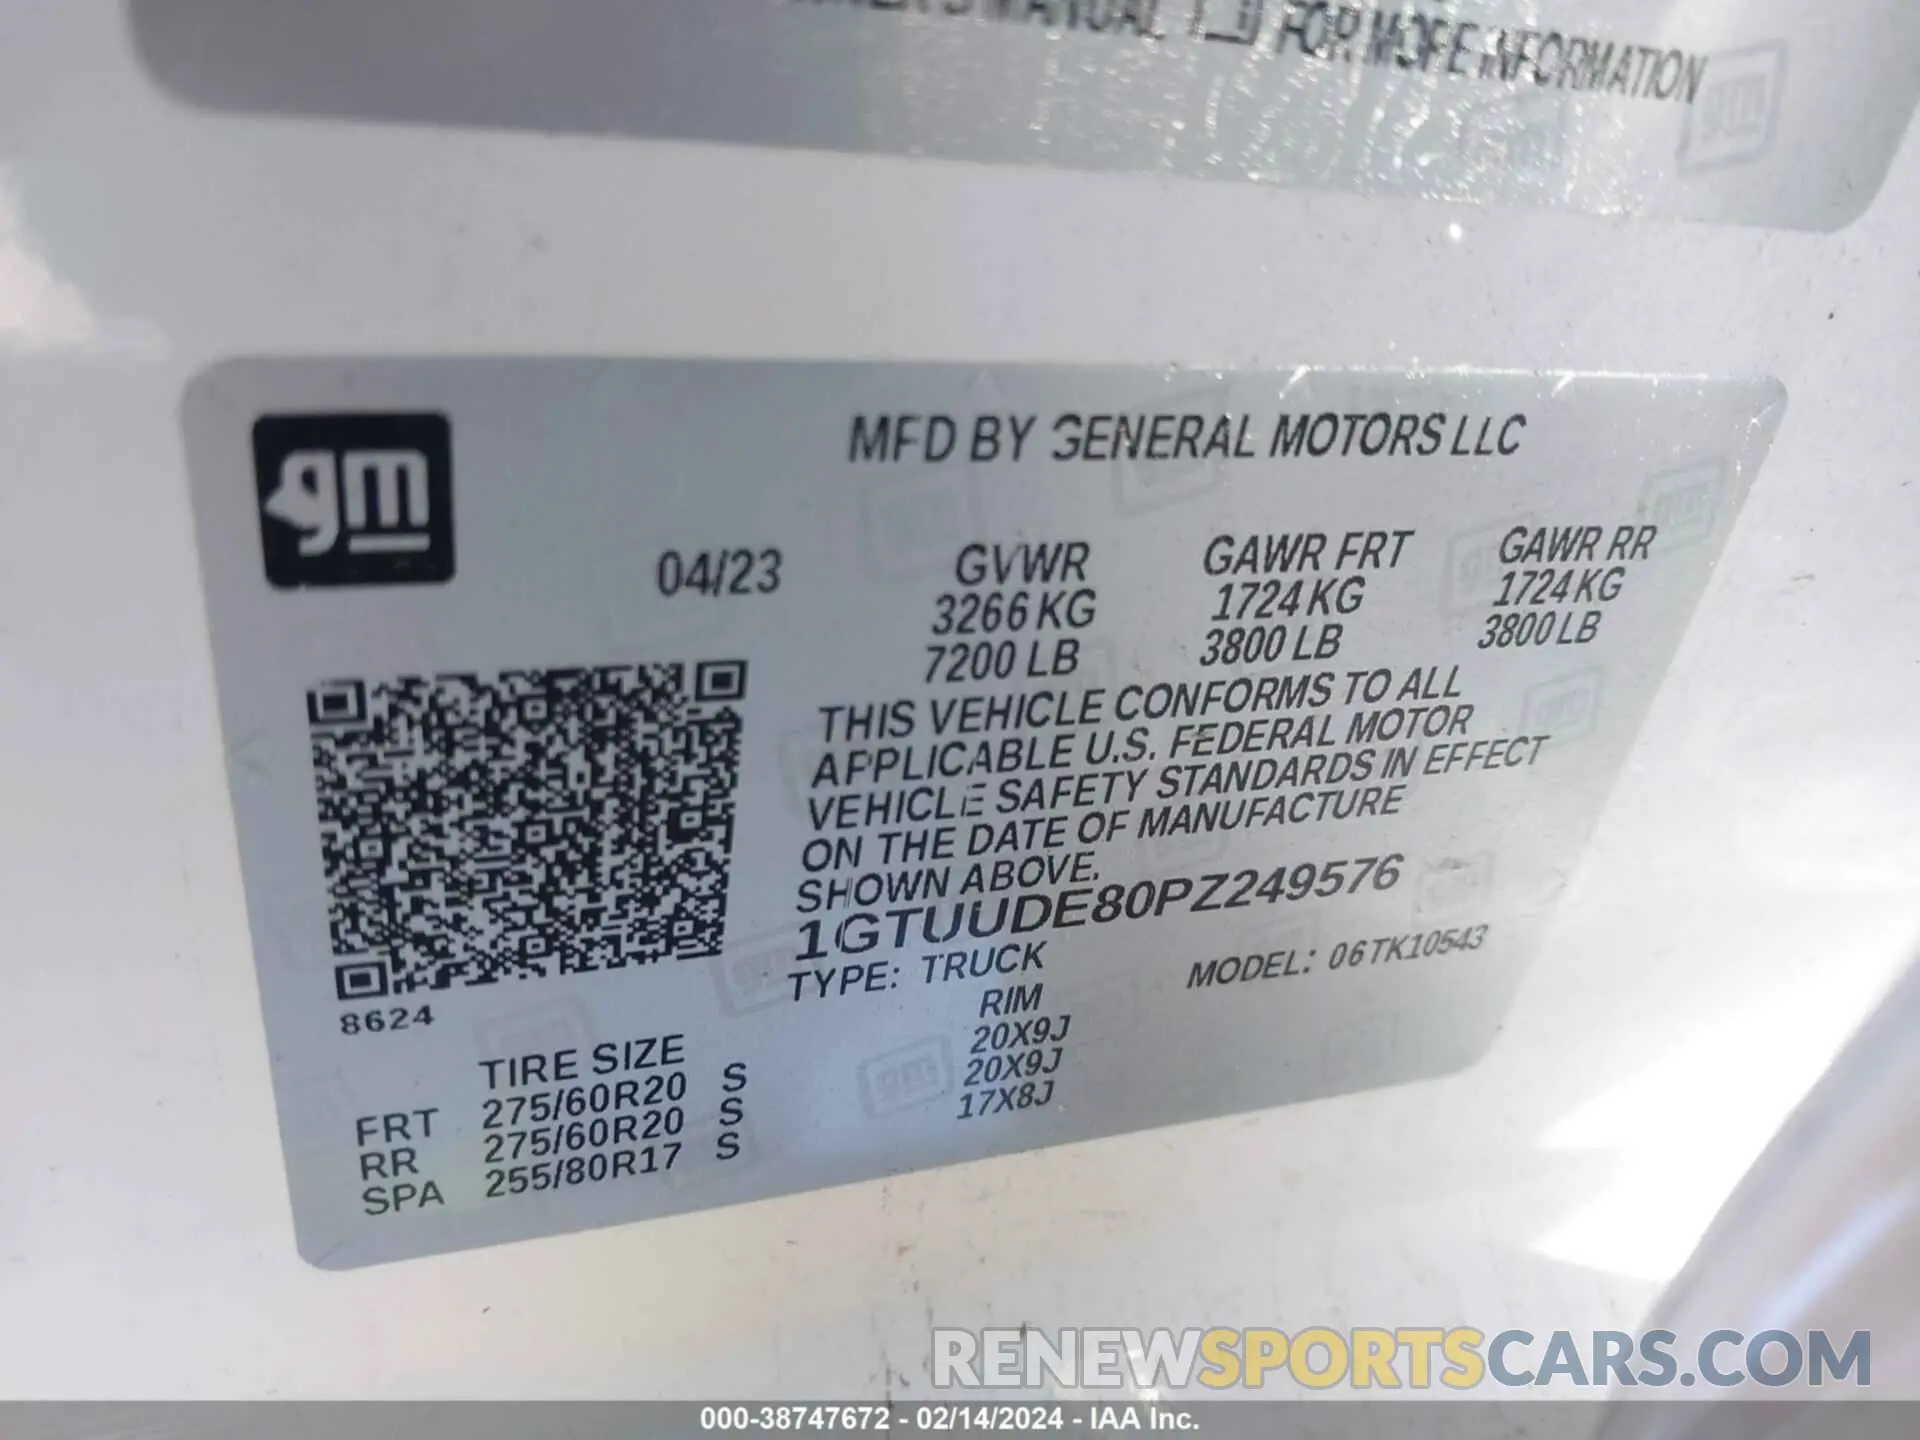 MANUAL FOR MORE INFORMATION
gm
MFD BY GENERAL MOTORS LLC
04/23 GVWR GAWR FRT GAWR RR
3266 KG 1724 KG 1724 KG
7200 LB 3800 LB 3800 LB
THIS VEHICLE CONFORMS TO ALL
APPLICABLE U.S. FEDERAL MOTOR
VEHICLE SAFETY STANDARDS IN EFFECT
ON THE DATE OF MANUFACTURE
SHOWN ABOVE.
1GTUUDE80PZ249576
TYPE: TRUCK MODEL: 06TK10543
8624
TIRE SIZE RIM
FRT 275/60R20 S 20X9J
RR 275/60R20 S 20X9J
SPA 255/80R17 S 17X8J
RENEWSPORTSCARS.COM
000-38747672 - 02/14/2024 - IAA Inc.